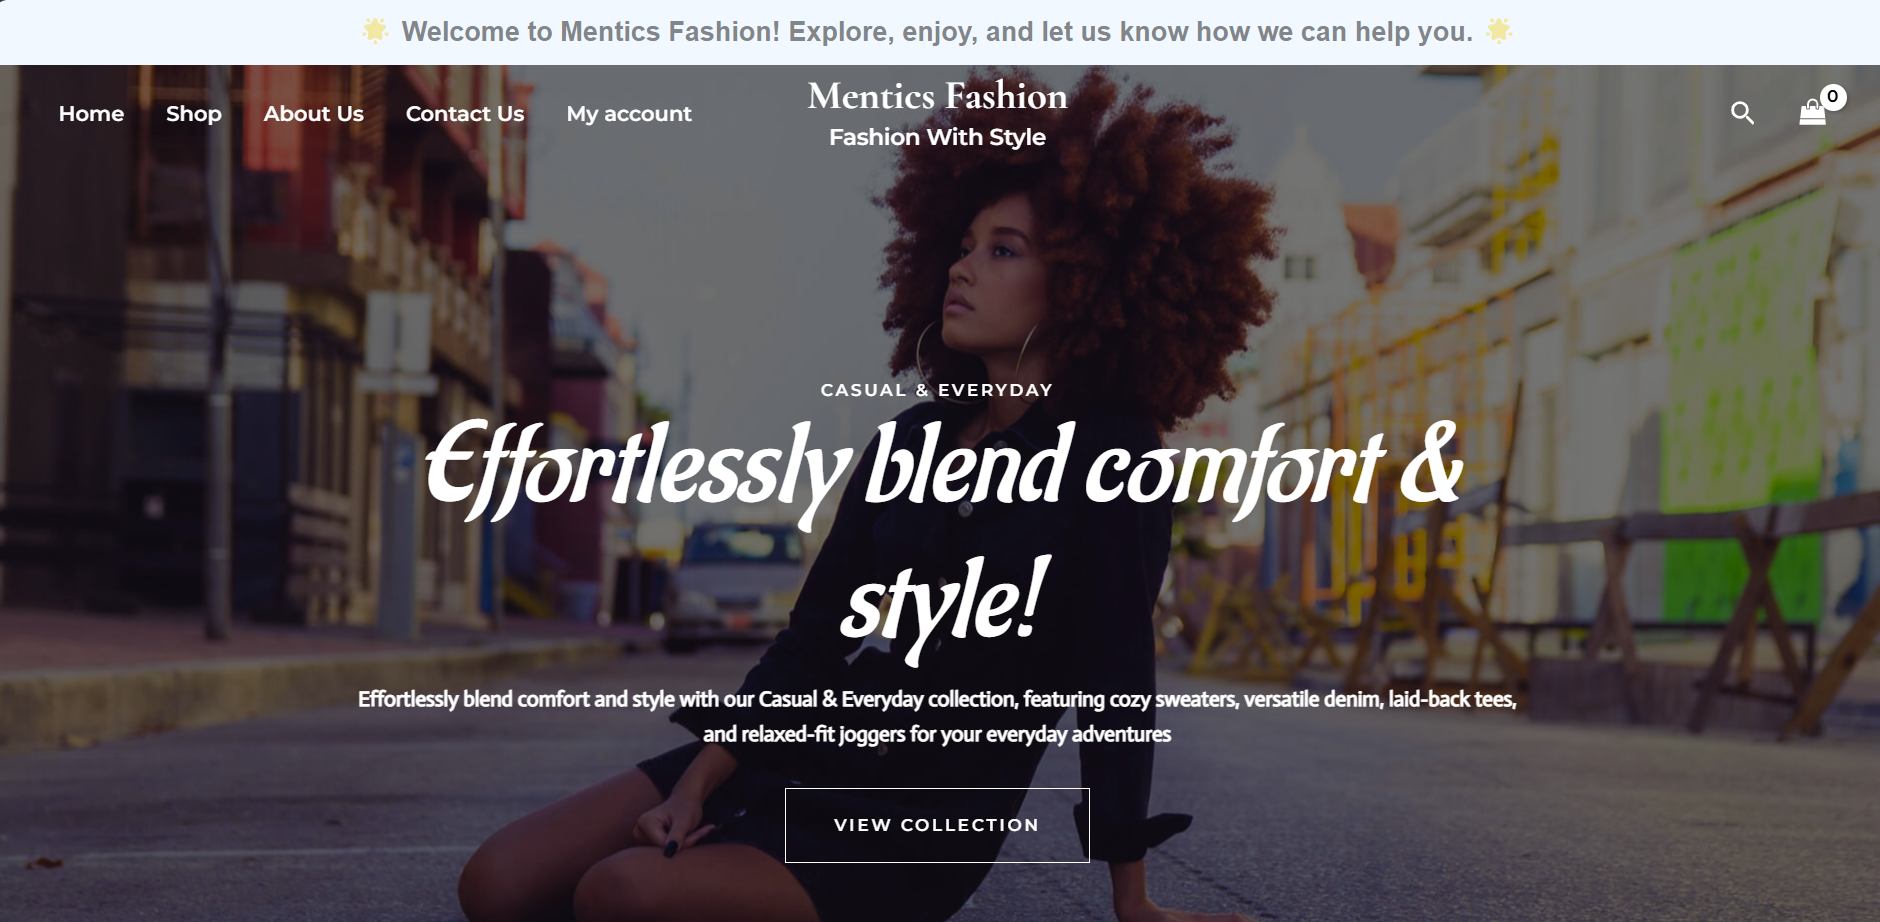 🌟 Welcome to Mentics Fashion! Explore, enjoy, and let us know how we can help you. 🌟
Home Shop About Us Contact Us My account
Mentics Fashion
Fashion With Style
0
CASUAL & EVERYDAY
Effortlessly blend comfort &
style!
Effortlessly blend comfort and style with our Casual & Everyday collection, featuring cozy sweaters, versatile denim, laid-back tees,
and relaxed-fit joggers for your everyday adventures
VIEW COLLECTION